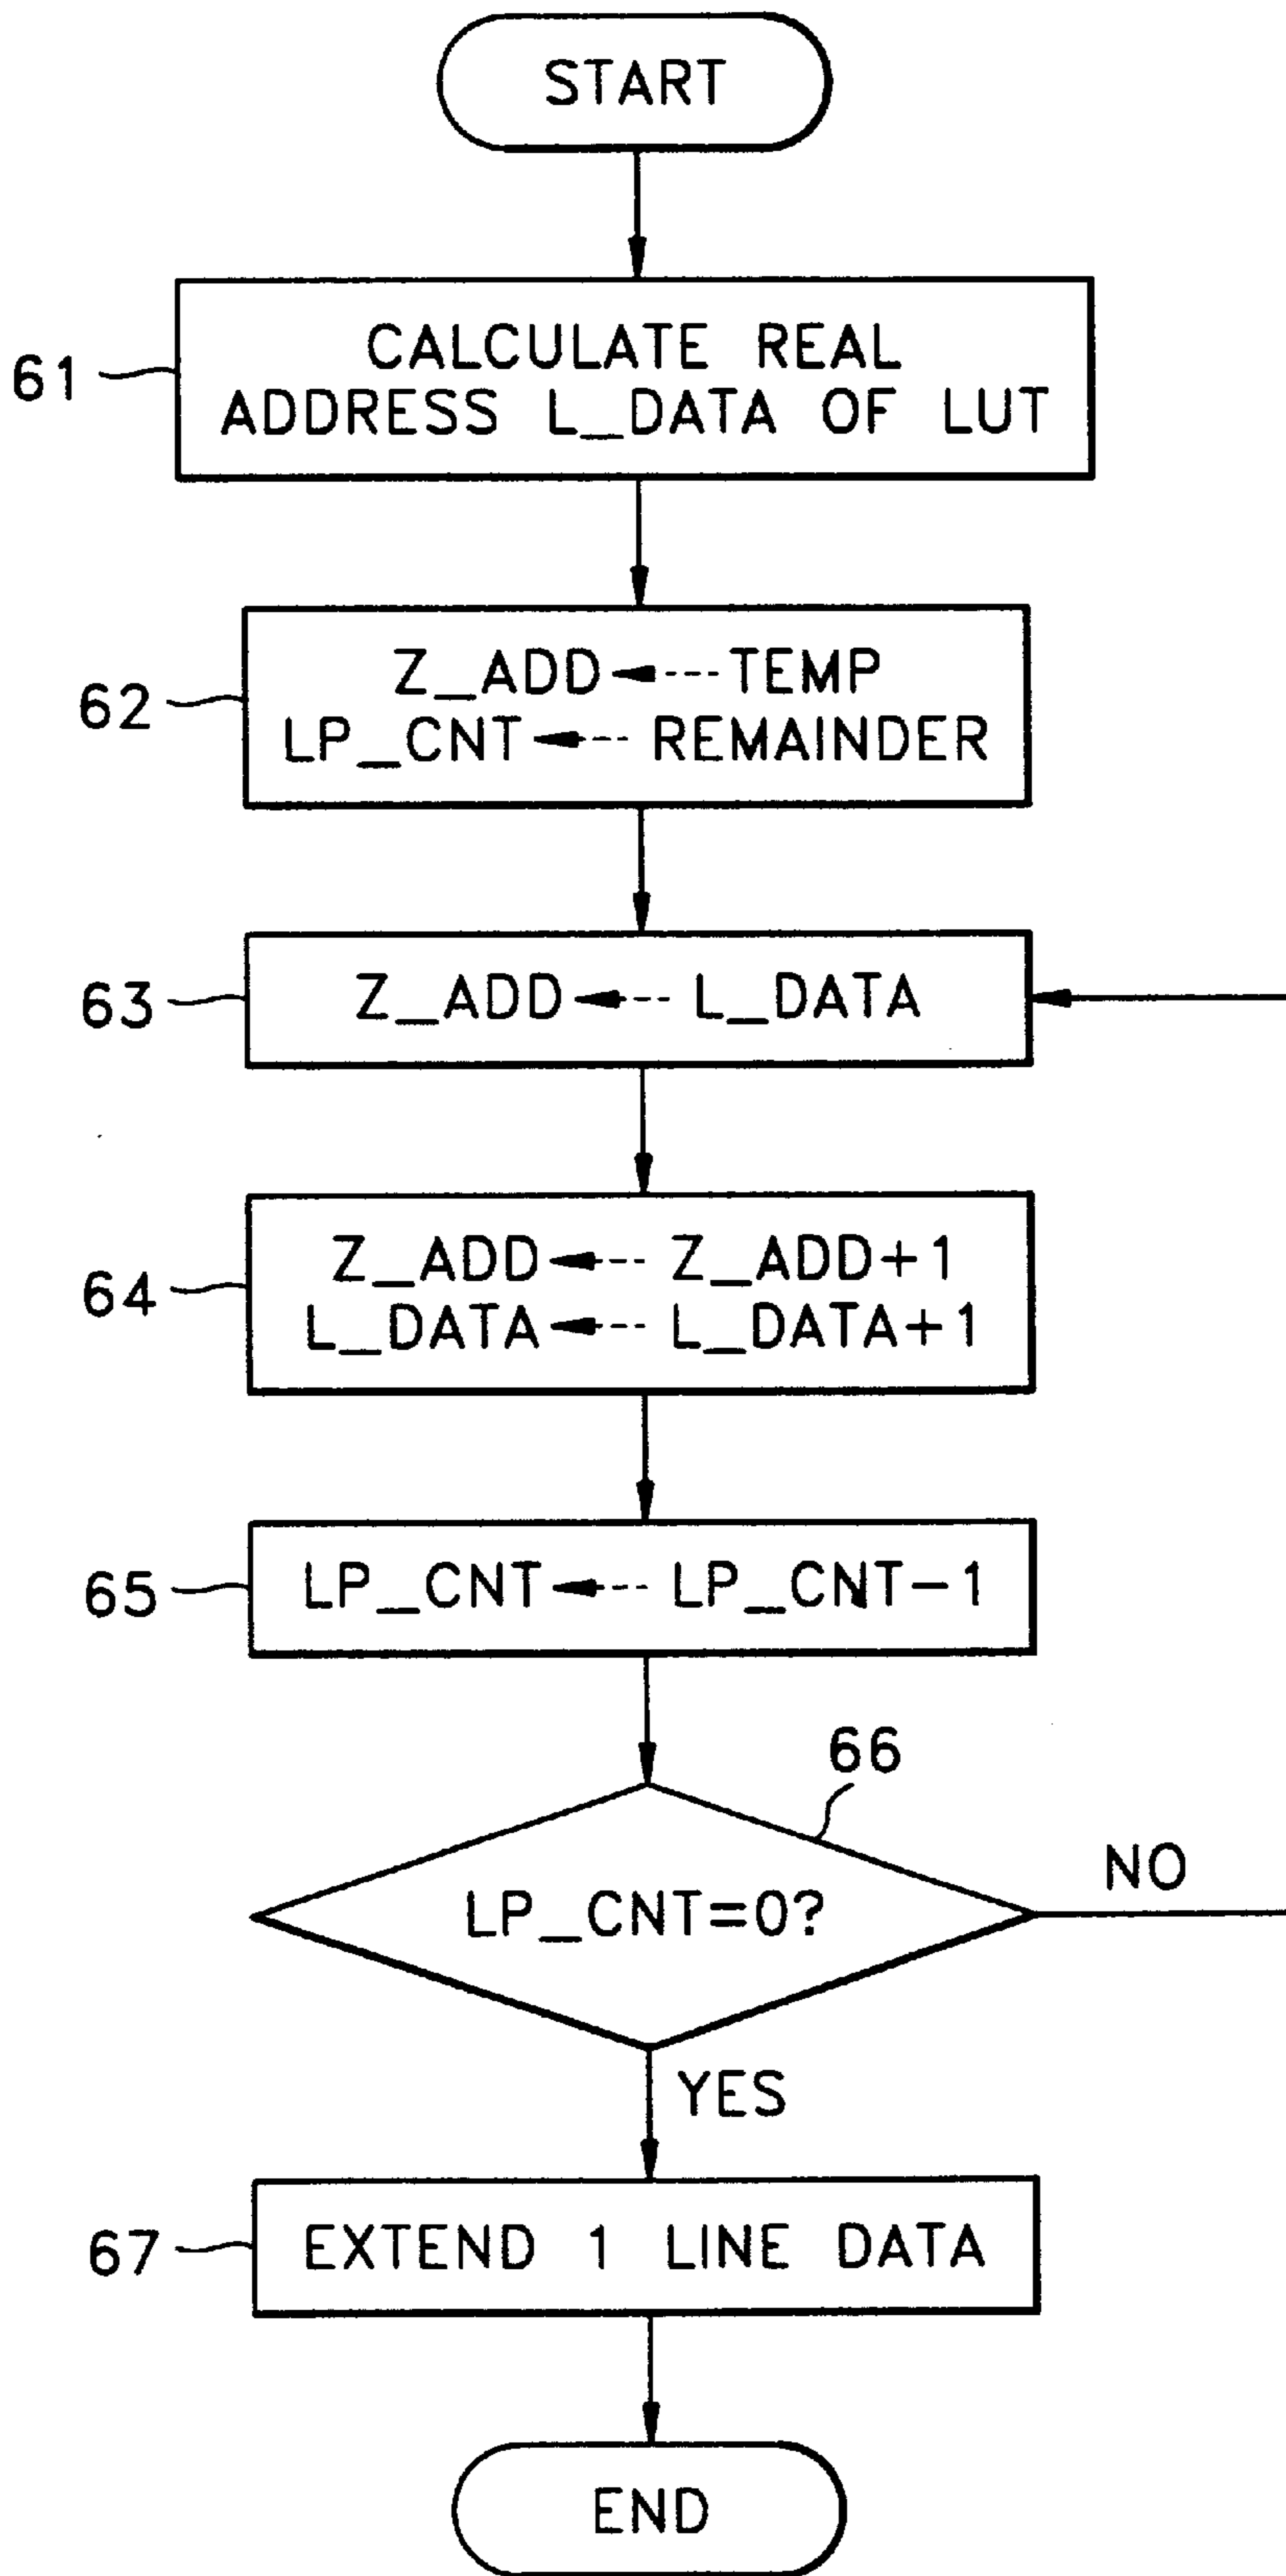 START
61
CALCULATE REAL
ADDRESS L_DATA OF LUT
62
Z_ADD ← TEMP
LP_CNT ← REMAINDER
63
Z_ADD ← L_DATA
64
Z_ADD ← Z_ADD+1
L_DATA ← L_DATA+1
65
LP_CNT ← LP_CNT-1
66
LP_CNT=0?
NO
YES
67
EXTEND 1 LINE DATA
END